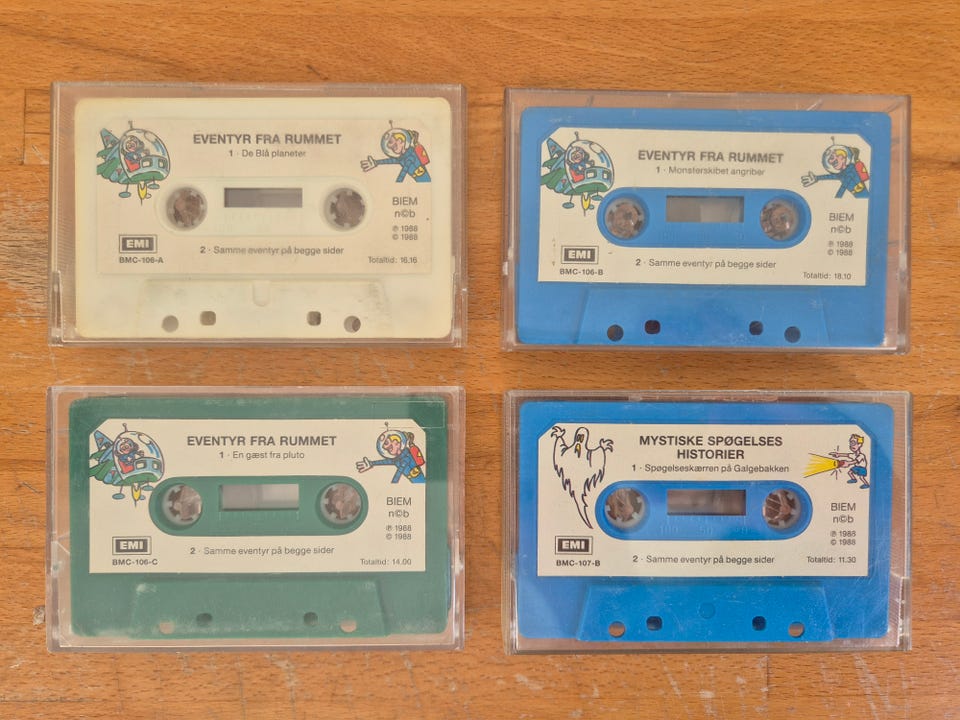 EVENTYR FRA RUMMET
1 · De Blå planeter
BIEM
n©b
℗ 1988
© 1988
EMI
BMC-106-A
2 · Samme eventyr på begge sider
Totaltid: 16.16
EVENTYR FRA RUMMET
1 · Monsterskibet angriber
BIEM
n©b
℗ 1988
© 1988
EMI
BMC-106-B
2 · Samme eventyr på begge sider
Totaltid: 18.10
EVENTYR FRA RUMMET
1 · En gæst fra pluto
BIEM
n©b
℗ 1988
© 1988
EMI
BMC-106-C
2 · Samme eventyr på begge sider
Totaltid: 14.00
MYSTISKE SPØGELSES
HISTORIER
1 · Spøgelseskærren på Galgebakken
BIEM
n©b
℗ 1988
© 1988
EMI
BMC-107-B
2 · Samme eventyr på begge sider
Totaltid: 11.30